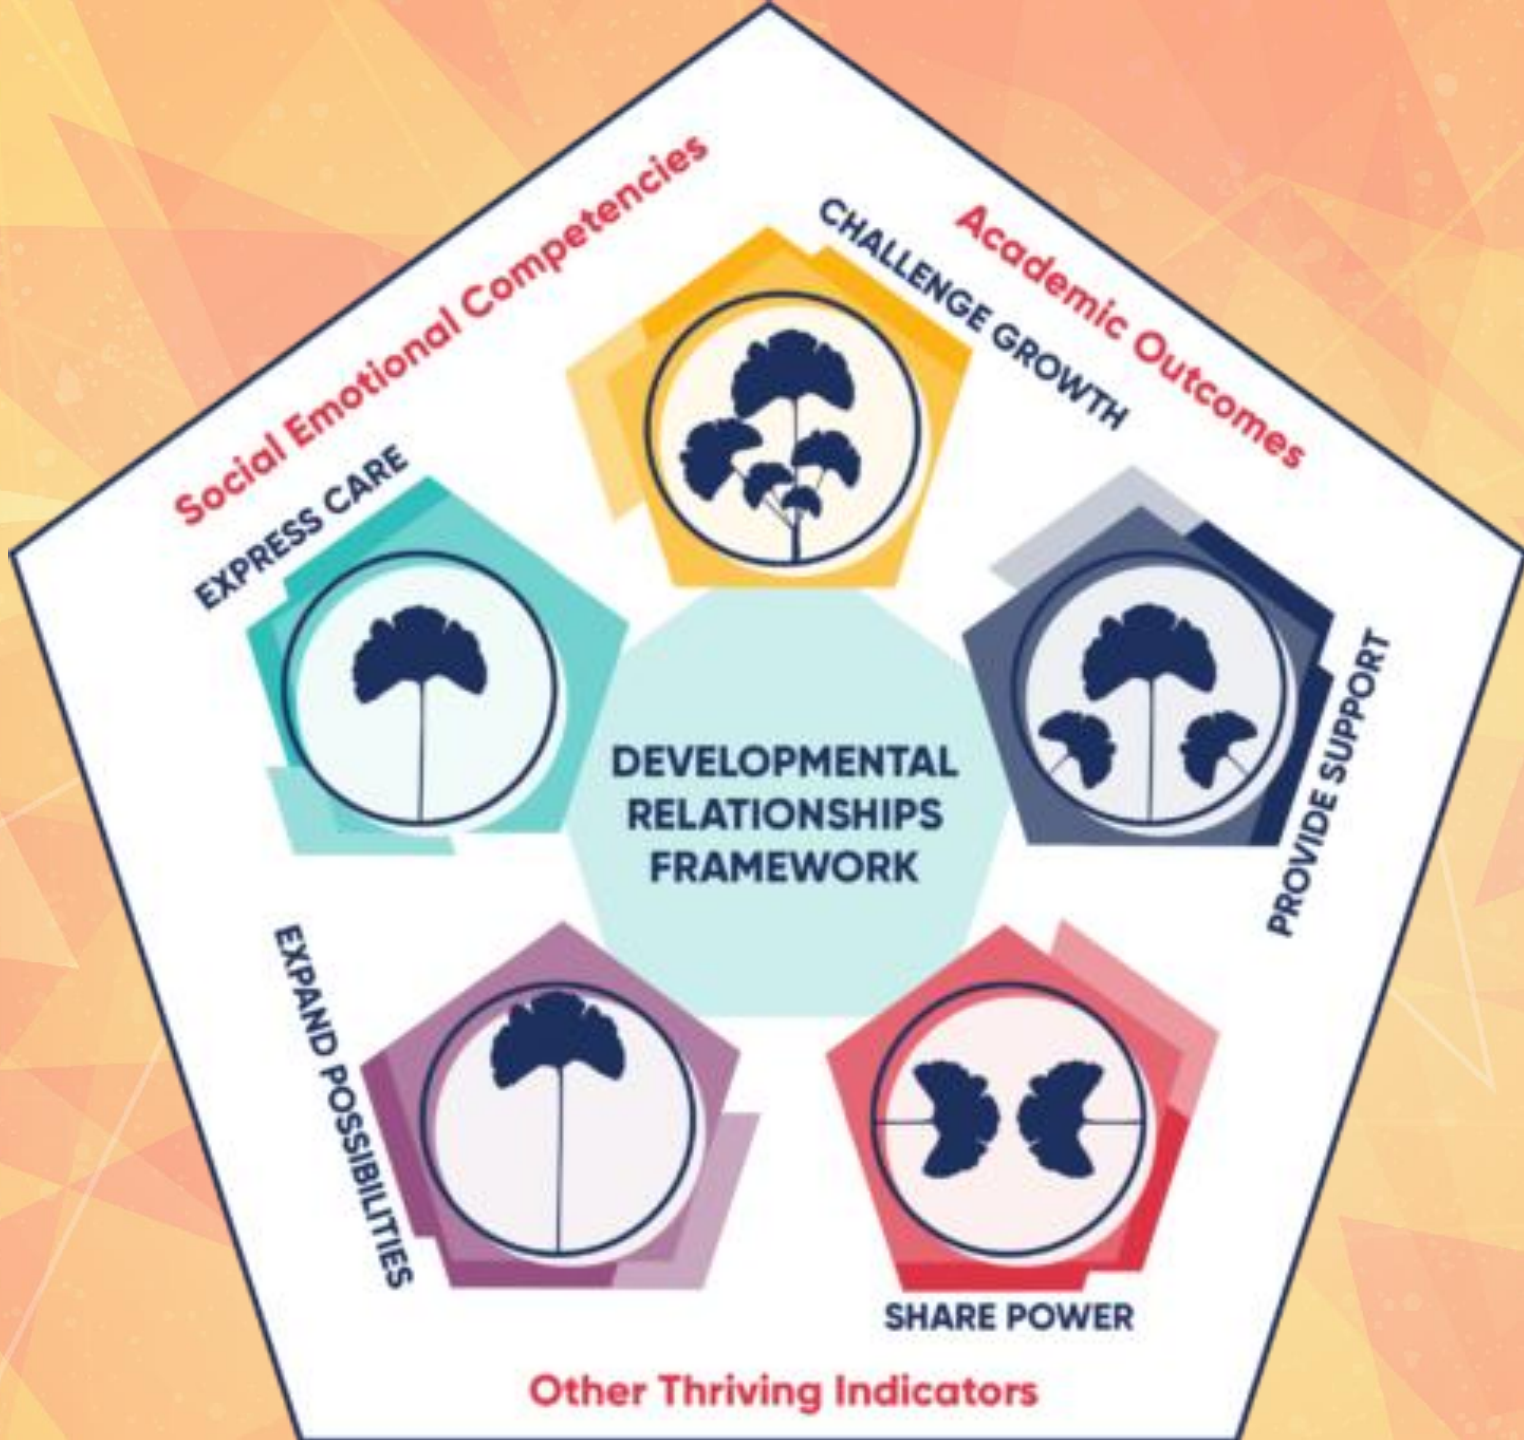 Social Emotional Competencies
Academic Outcomes
CHALLENGE GROWTH
EXPRESS CARE
PROVIDE SUPPORT
DEVELOPMENTAL
RELATIONSHIPS
FRAMEWORK
EXPAND POSSIBILITIES
SHARE POWER
Other Thriving Indicators